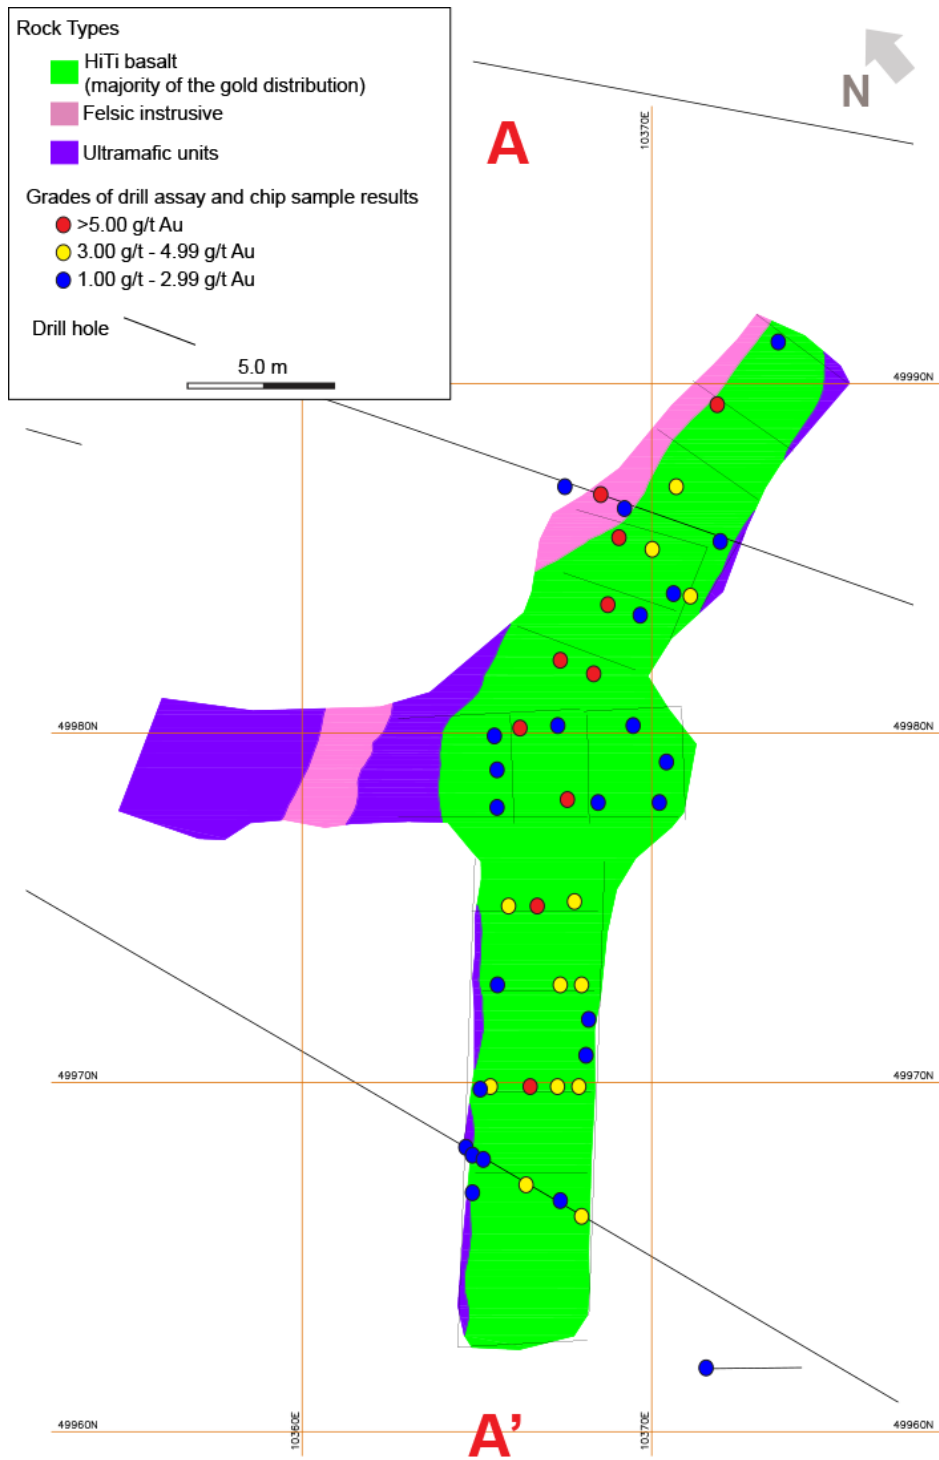 Rock Types
HiTi basalt
(majority of the gold distribution)
Felsic instrusive
Ultramafic units
Grades of drill assay and chip sample results
>5.00 g/t Au
3.00 g/t - 4.99 g/t Au
1.00 g/t - 2.99 g/t Au
Drill hole
5.0 m
N
A
10370E
49990N
49980N
49980N
49970N
49970N
49960N
49960N
10360E
10370E
A’